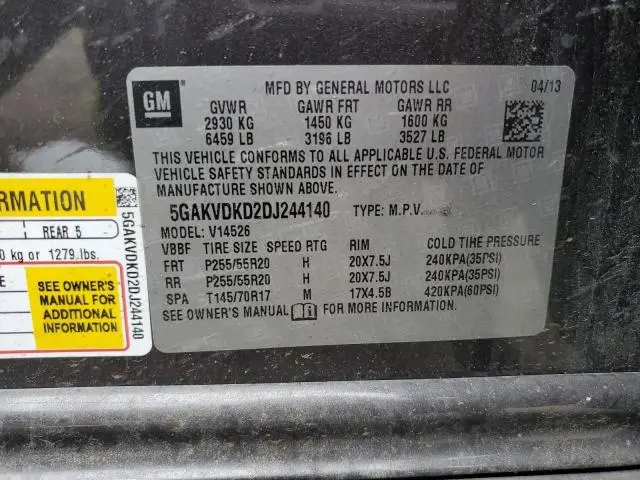 GM
MFD BY GENERAL MOTORS LLC 04/13
GVWR GAWR FRT GAWR RR
2930 KG 1450 KG 1600 KG
6459 LB 3196 LB 3527 LB
THIS VEHICLE CONFORMS TO ALL APPLICABLE U.S. FEDERAL MOTOR
VEHICLE SAFETY STANDARDS IN EFFECT ON THE DATE OF
MANUFACTURE SHOWN ABOVE.
5GAKVDKD2DJ244140 TYPE: M.P.V.
MODEL: V14526
VBBF TIRE SIZE SPEED RTG RIM COLD TIRE PRESSURE
FRT P255/55R20 H 20X7.5J 240KPA(35PSI)
RR P255/55R20 H 20X7.5J 240KPA(35PSI)
SPA T145/70R17 M 17X4.5B 420KPA(60PSI)
SEE OWNER'S MANUAL FOR MORE INFORMATION.
RMATION
REAR 5
0 kg or 1279 lbs.
E
SEE OWNER'S
MANUAL FOR
ADDITIONAL
INFORMATION
5GAKVDKD2DJ244140